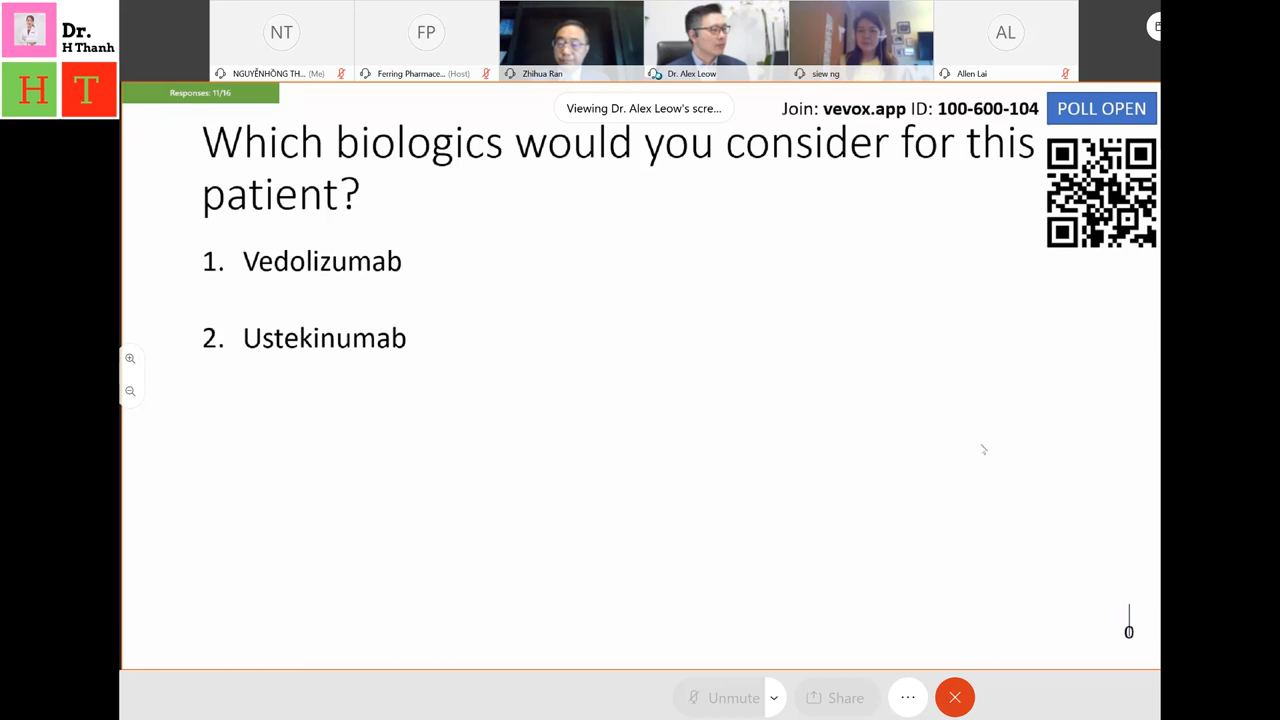 Dr.
H Thanh
H T
NT
FP
AL
NGUYỄNHỒNG TH... (Me)
Ferring Pharmace... (Host)
Zhihua Ran
Dr. Alex Leow
siew ng
Allen Lai
Responses: 11/16
Viewing Dr. Alex Leow's scre...
Join: vevox.app ID: 100-600-104
POLL OPEN
Which biologics would you consider for this
patient?
1. Vedolizumab
2. Ustekinumab
0
Unmute
Share